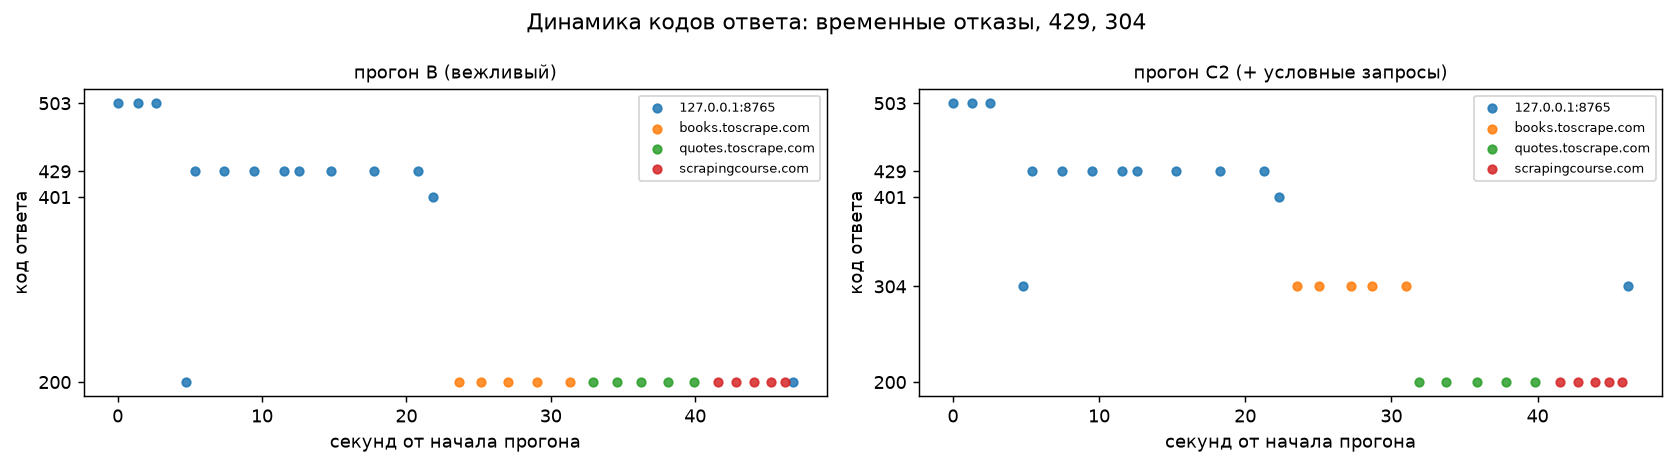 Динамика кодов ответа: временные отказы, 429, 304
прогон B (вежливый)
503
429
401
200
код ответа
127.0.0.1:8765
books.toscrape.com
quotes.toscrape.com
scrapingcourse.com
0 10 20 30 40
секунд от начала прогона
прогон C2 (+ условные запросы)
503
429
401
304
200
код ответа
127.0.0.1:8765
books.toscrape.com
quotes.toscrape.com
scrapingcourse.com
0 10 20 30 40
секунд от начала прогона